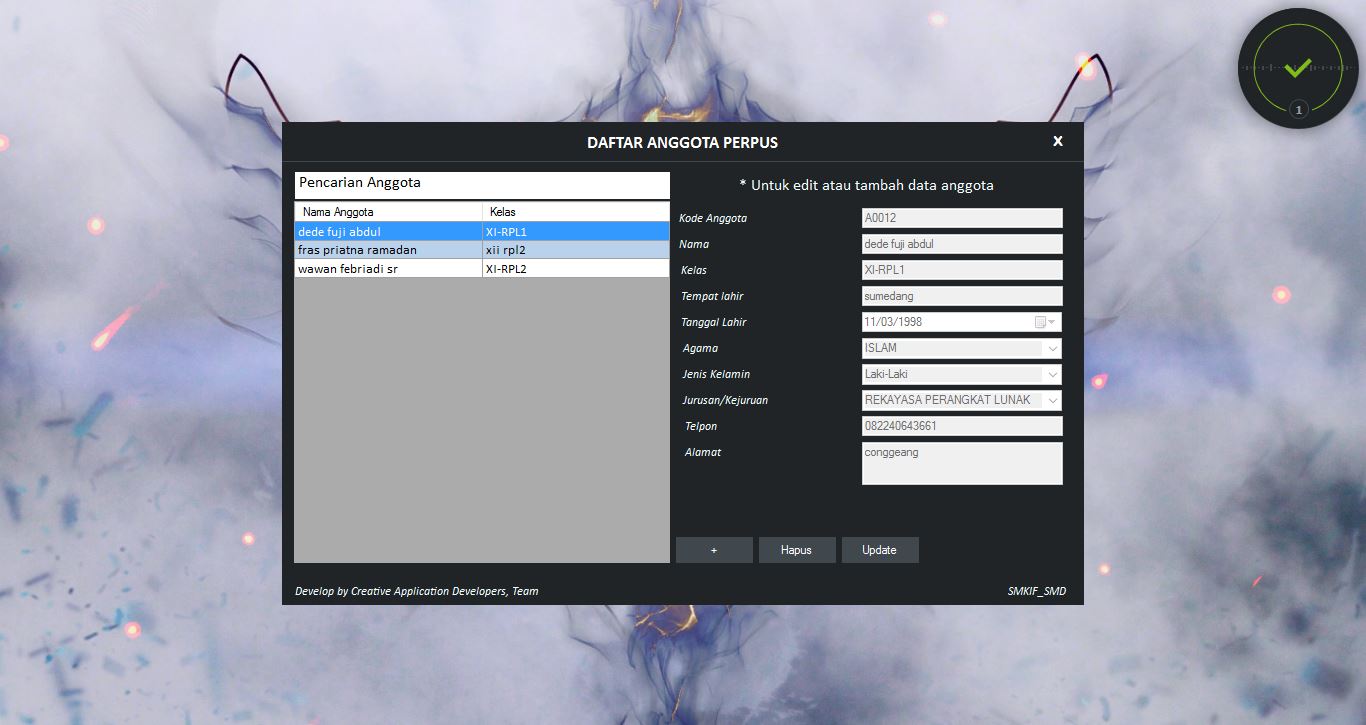 DAFTAR ANGGOTA PERPUS X
1
Pencarian Anggota
Nama Anggota Kelas
dede fuji abdul XI-RPL1
fras priatna ramadan xii rpl2
wawan febriadi sr XI-RPL2
* Untuk edit atau tambah data anggota
Kode Anggota A0012
Nama dede fuji abdul
Kelas XI-RPL1
Tempat lahir sumedang
Tanggal Lahir 11/03/1998
Agama ISLAM
Jenis Kelamin Laki-Laki
Jurusan/Kejuruan REKAYASA PERANGKAT LUNAK
Telpon 082240643661
Alamat conggeang
+ Hapus Update
Develop by Creative Application Developers, Team SMKIF_SMD